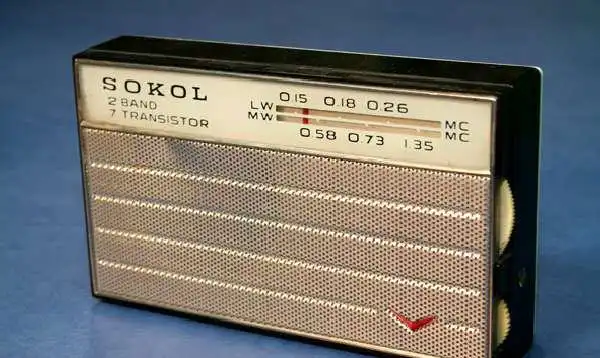 SOKOL
2 BAND
7 TRANSISTOR
0.15 0.18 0.26
LW MC
MW MC
0.58 0.73 1.35